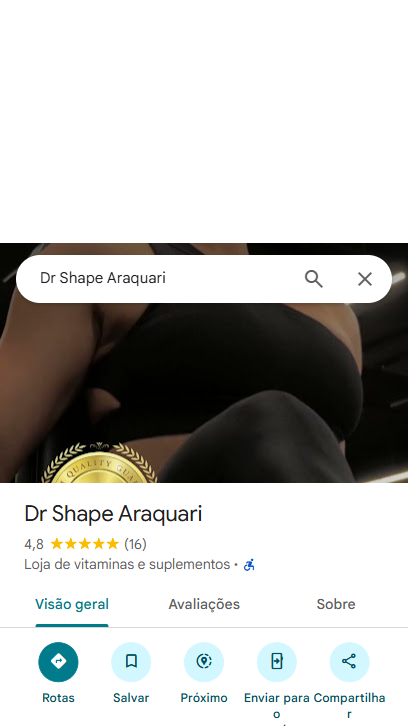 Dr Shape Araquari
QUALITY GUA
Dr Shape Araquari
4,8 (16)
Loja de vitaminas e suplementos ·
Visão geral Avaliações Sobre
Rotas Salvar Próximo Enviar para o Compartilhar